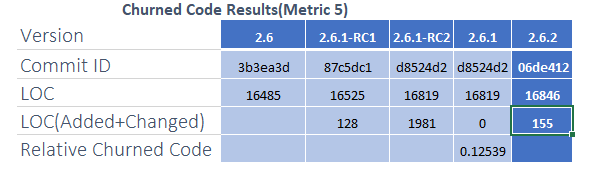 Churned Code Results(Metric 5)
Version 2.6 2.6.1-RC1 2.6.1-RC2 2.6.1 2.6.2
Commit ID 3b3ea3d 87c5dc1 d8524d2 d8524d2 06de412
LOC 16485 16525 16819 16819 16846
LOC(Added+Changed) 128 1981 0 155
Relative Churned Code 0.12539